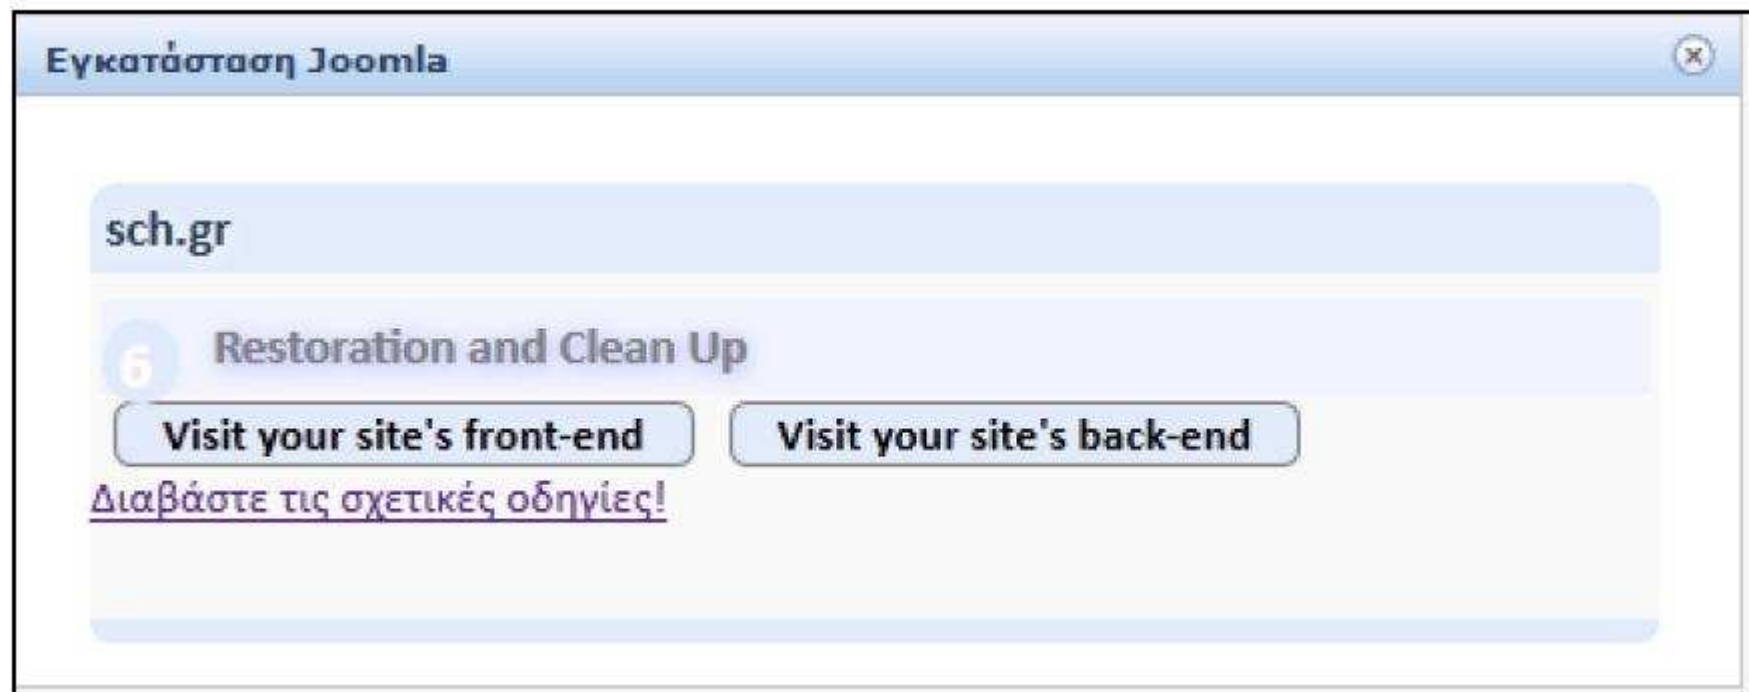 Εγκατάσταση Joomla
sch.gr
6 Restoration and Clean Up
Visit your site's front-end Visit your site's back-end
Διαβάστε τις σχετικές οδηγίες!